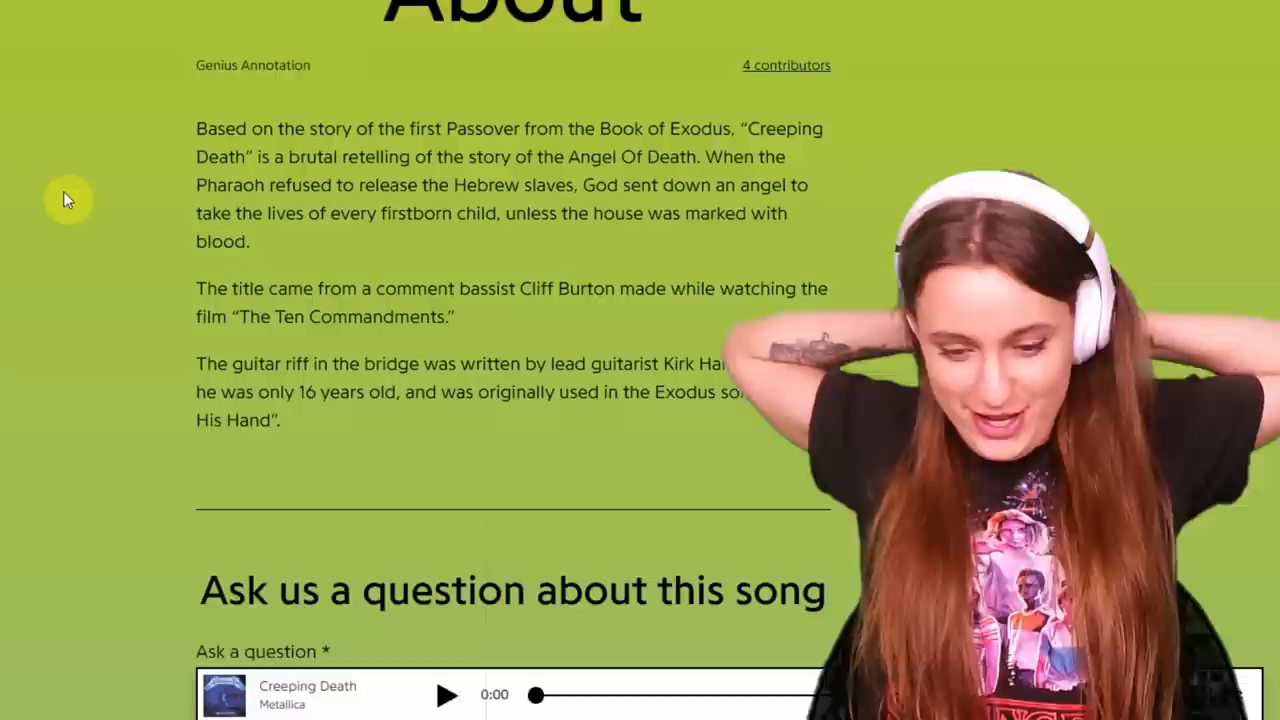 About
Genius Annotation
4 contributors
Based on the story of the first Passover from the Book of Exodus, “Creeping
Death” is a brutal retelling of the story of the Angel Of Death. When the
Pharaoh refused to release the Hebrew slaves, God sent down an angel to
take the lives of every firstborn child, unless the house was marked with
blood.
The title came from a comment bassist Cliff Burton made while watching the
film “The Ten Commandments.”
The guitar riff in the bridge was written by lead guitarist Kirk
he was only 16 years old, and was originally used in the Exodus
His Hand”.
Ask us a question about this song
Ask a question *
Creeping Death
Metallica
0:00